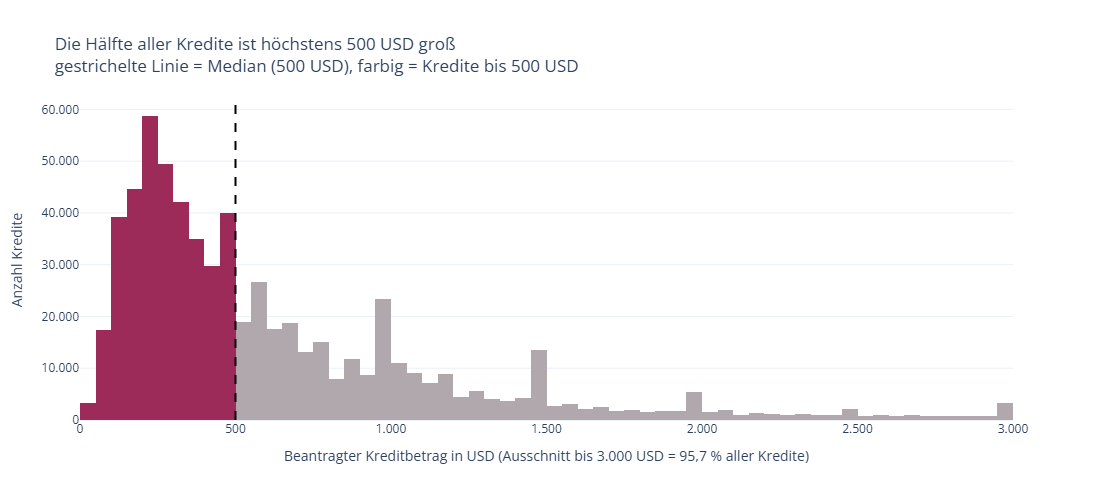 Die Hälfte aller Kredite ist höchstens 500 USD groß
gestrichelte Linie = Median (500 USD), farbig = Kredite bis 500 USD
Anzahl Kredite
60.000
50.000
40.000
30.000
20.000
10.000
0
0 500 1.000 1.500 2.000 2.500 3.000
Beantragter Kreditbetrag in USD (Ausschnitt bis 3.000 USD = 95,7 % aller Kredite)